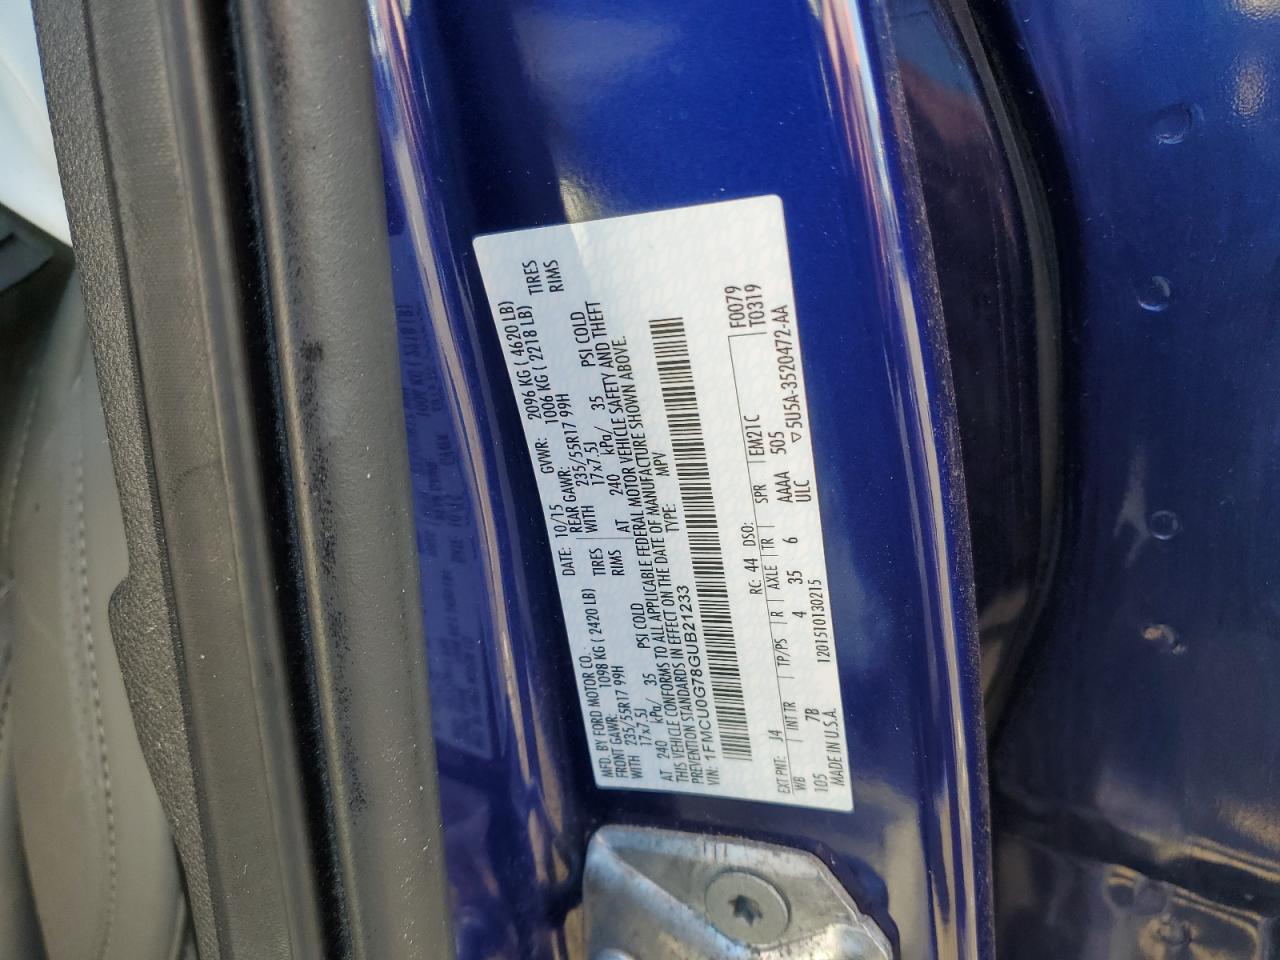 MFD. BY FORD MOTOR CO. DATE: 10/15 GVWR: 2096 KG ( 4620 LB)
FRONT GAWR: 1098 KG ( 2420 LB) REAR GAWR: 1006 KG ( 2218 LB)
WITH 235/55R17 99H TIRES WITH 235/55R17 99H TIRES
17x7.5J RIMS 17x7.5J RIMS
AT 240 kPa/ 35 PSI COLD AT 240 kPa/ 35 PSI COLD
THIS VEHICLE CONFORMS TO ALL APPLICABLE FEDERAL MOTOR VEHICLE SAFETY AND THEFT
PREVENTION STANDARDS IN EFFECT ON THE DATE OF MANUFACTURE SHOWN ABOVE.
VIN: 1FMCU0G78GUB21233 TYPE: MPV
F0079
RC: 44 DSO: T0319
EXT PNT: J4
WB INT TR TP/PS R AXLE TR SPR EM21C
105 7B 4 35 6 AAAA 505
ULC ▽5U5A-3520472-AA
MADE IN U.S.A. 120151013​0215